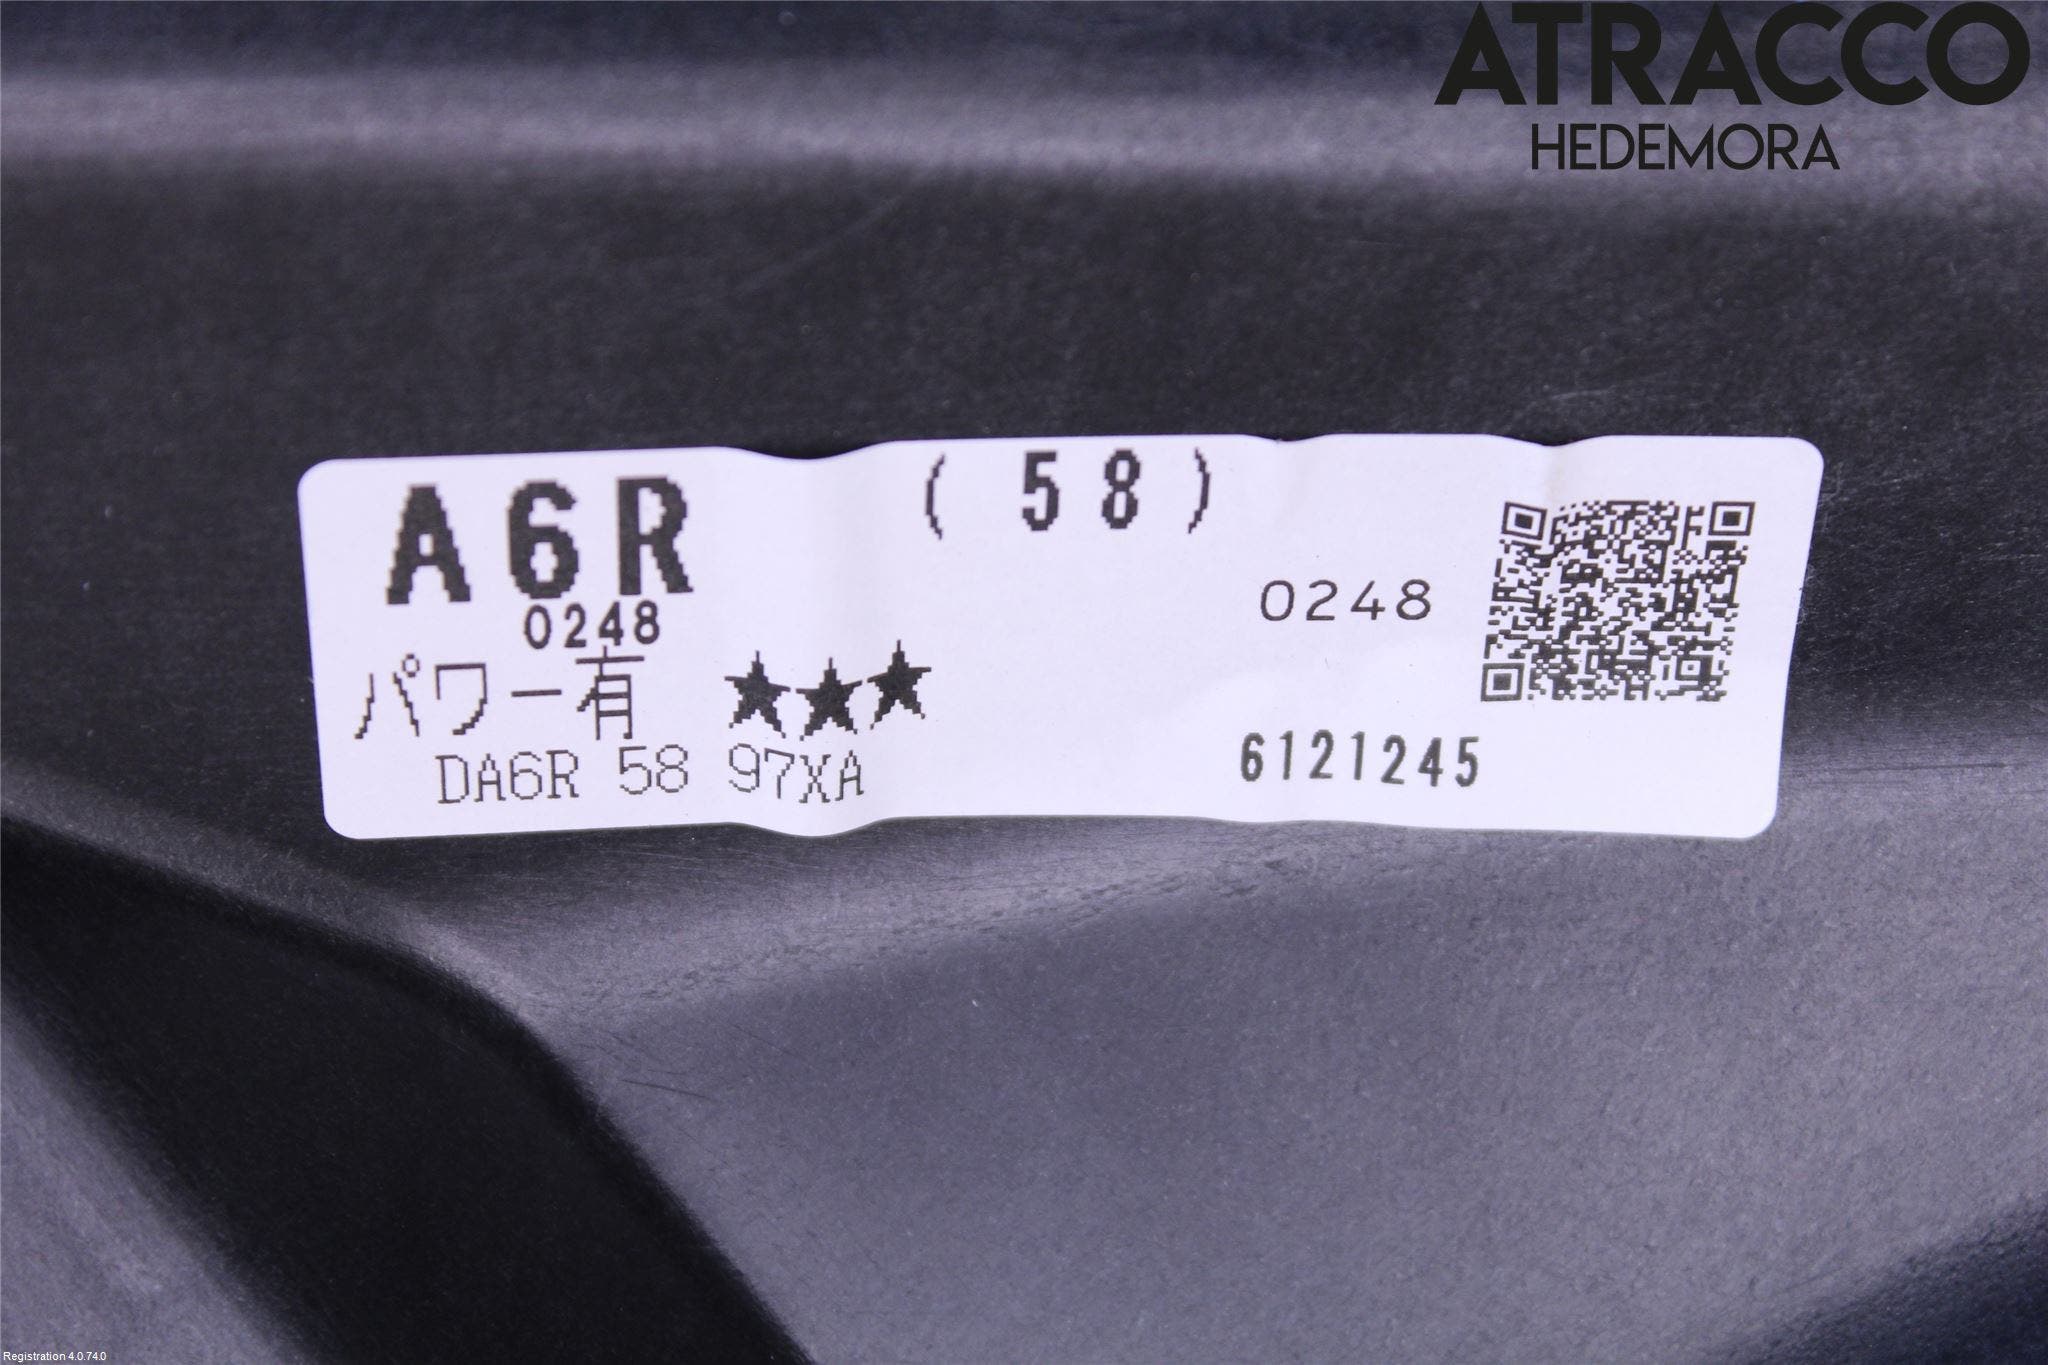 ATRACCO
HEDEMORA
A6R ( 58 )
0248
0248
パワー有 ★★★
DA6R 58 97XA
6121245
Registration 4.0.74.0